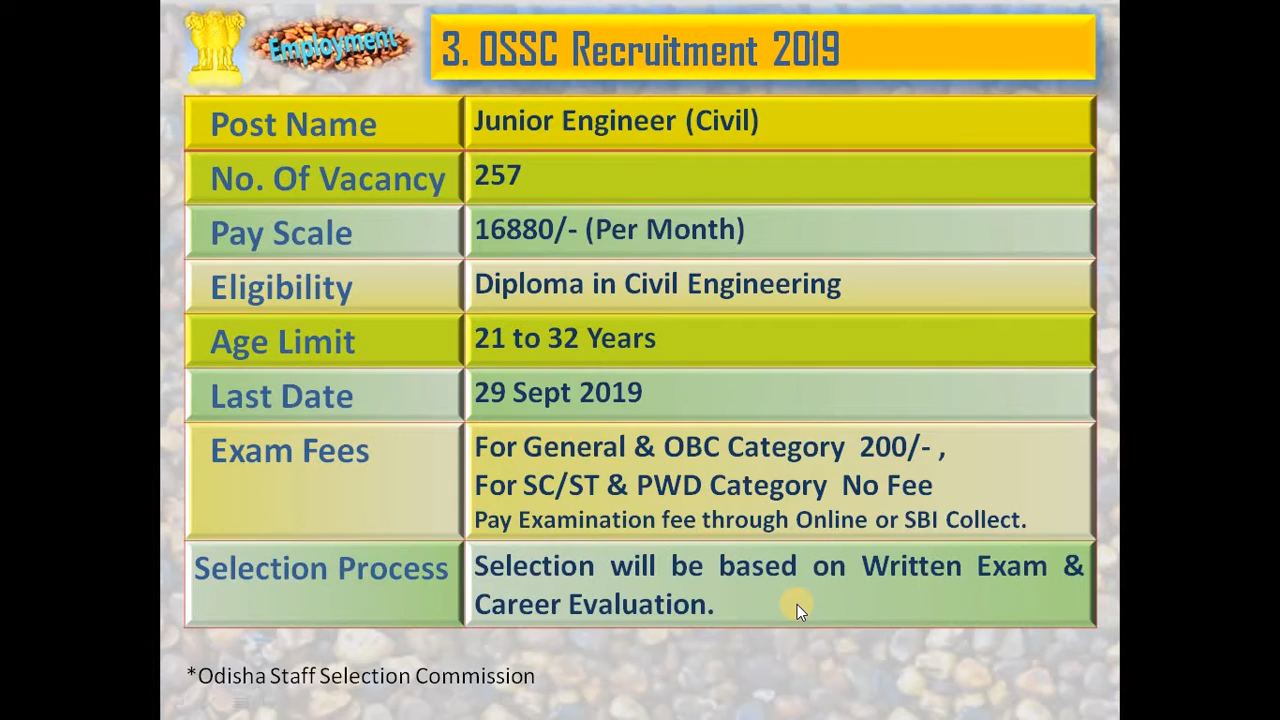 Employment
3. OSSC Recruitment 2019
Post Name
Junior Engineer (Civil)
No. Of Vacancy
257
Pay Scale
16880/- (Per Month)
Eligibility
Diploma in Civil Engineering
Age Limit
21 to 32 Years
Last Date
29 Sept 2019
Exam Fees
For General & OBC Category 200/- ,
For SC/ST & PWD Category No Fee
Pay Examination fee through Online or SBI Collect.
Selection Process
Selection will be based on Written Exam &
Career Evaluation.
*Odisha Staff Selection Commission